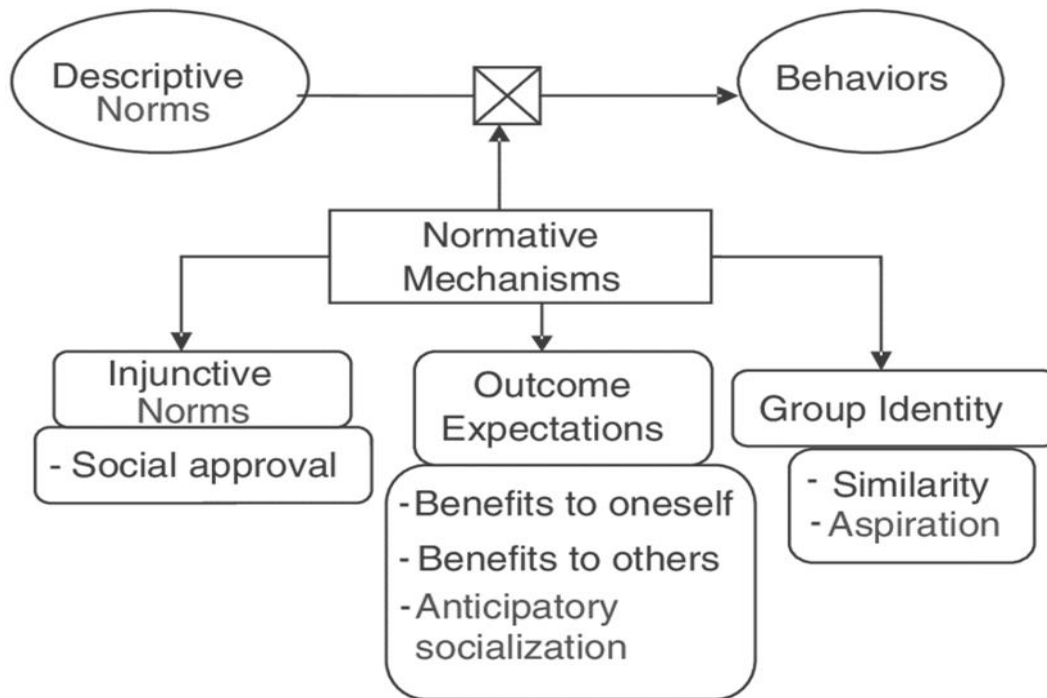 Descriptive
Norms
Behaviors
Normative
Mechanisms
Injunctive
Norms
- Social approval
Outcome
Expectations
- Benefits to oneself
- Benefits to others
- Anticipatory
socialization
Group Identity
- Similarity
- Aspiration